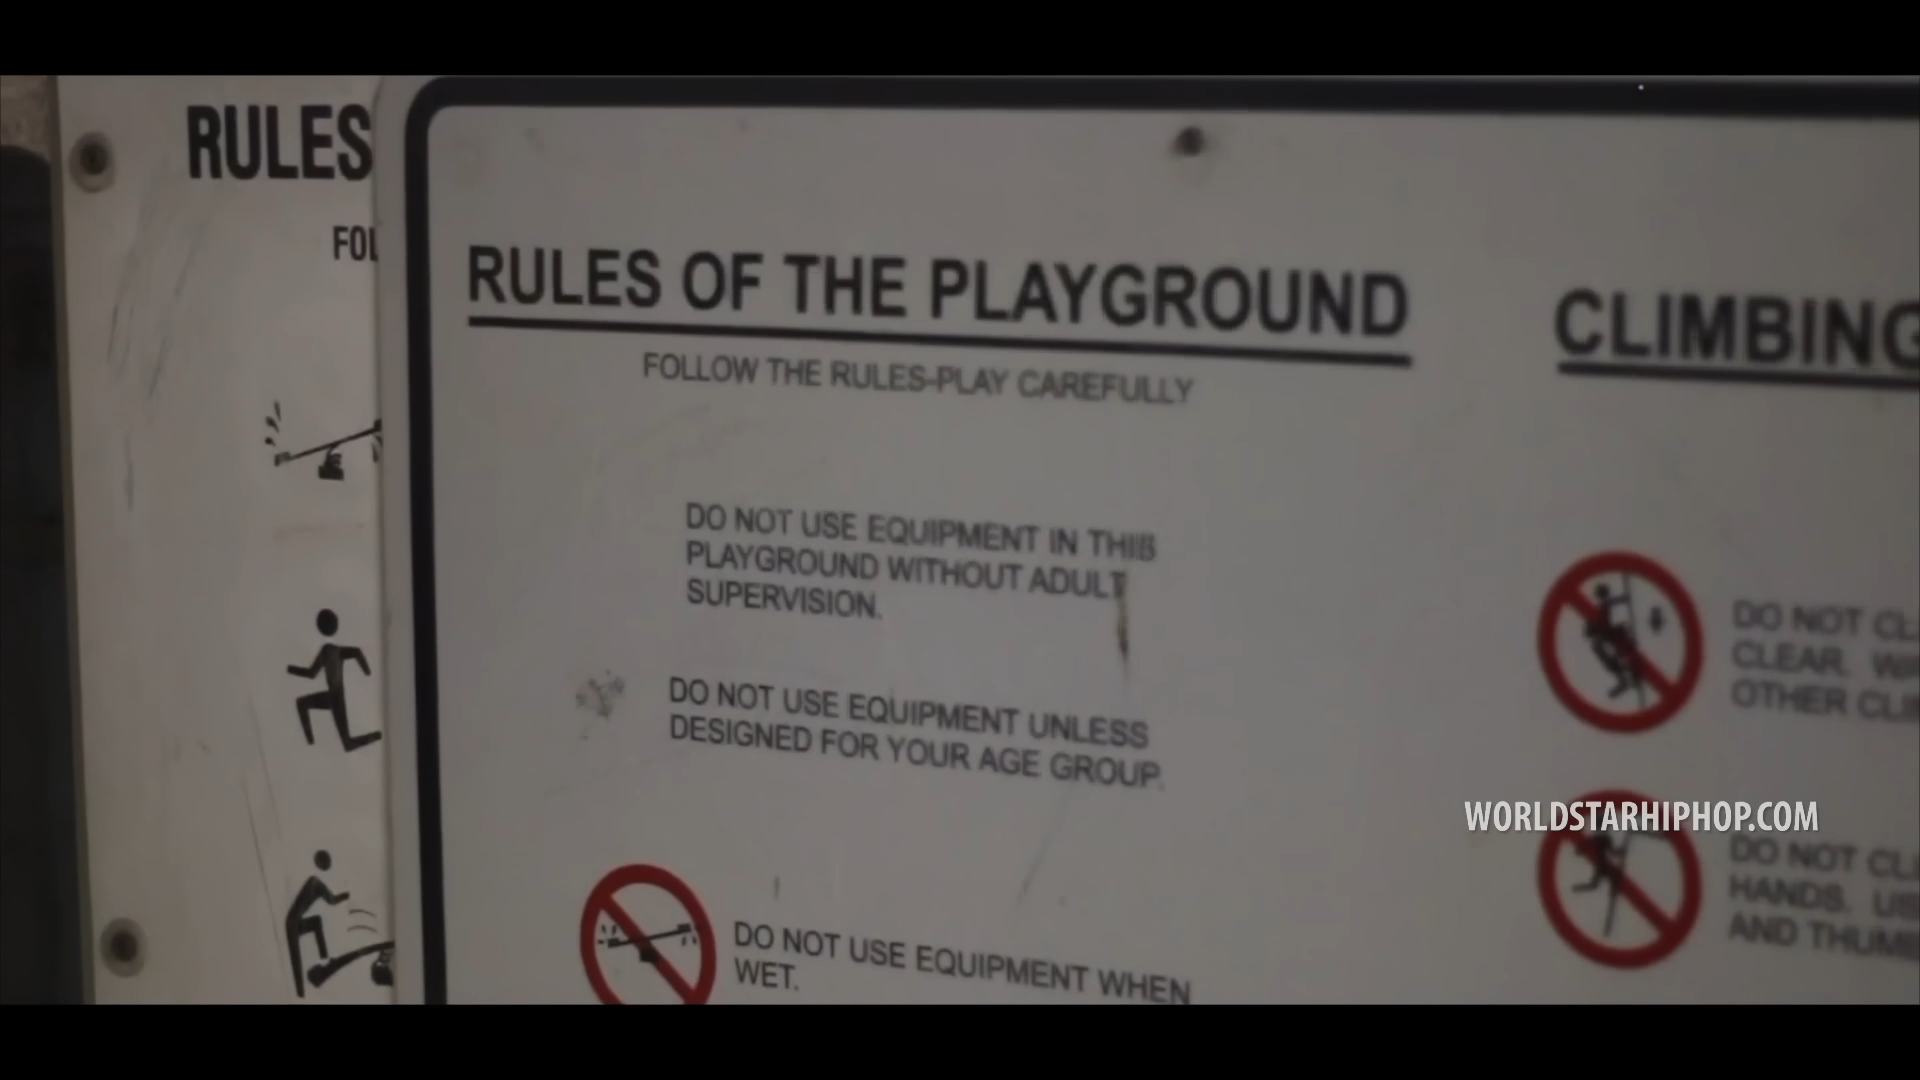 RULES
FOL
RULES OF THE PLAYGROUND
FOLLOW THE RULES-PLAY CAREFULLY
DO NOT USE EQUIPMENT IN THIS
PLAYGROUND WITHOUT ADULT
SUPERVISION.
DO NOT USE EQUIPMENT UNLESS
DESIGNED FOR YOUR AGE GROUP.
DO NOT USE EQUIPMENT WHEN
WET.
CLIMBING
DO NOT CL
CLEAR.
OTHER CLI
WORLDSTARHIPHOP.COM
DO NOT CL
HANDS. US
AND THUMB